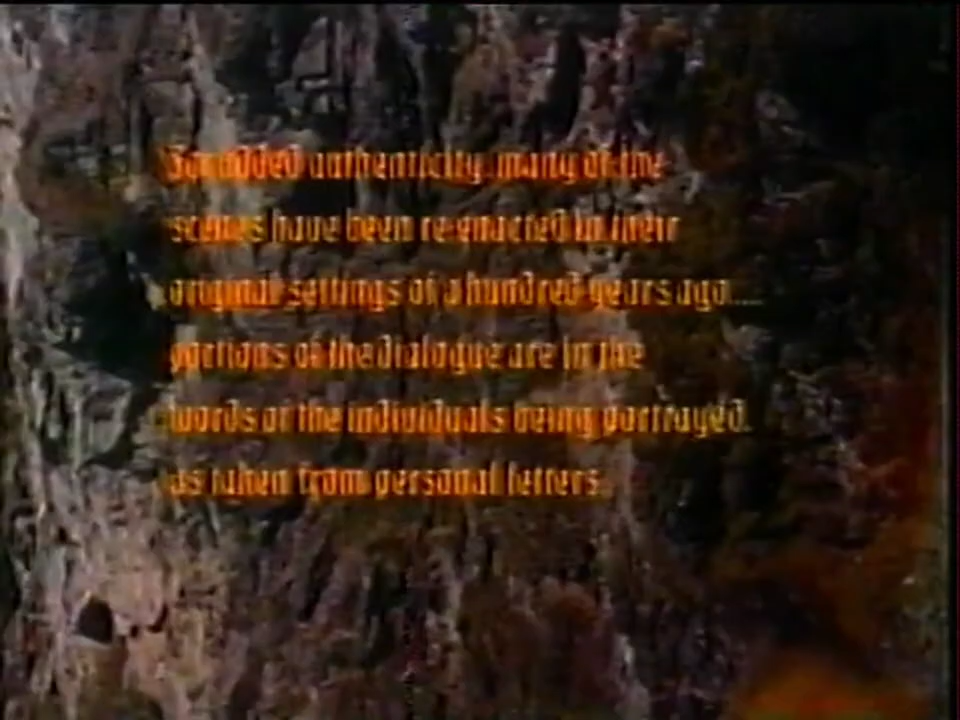 For added authenticity, many of the
scenes have been re-enacted in their
original settings of a hundred years ago....
portions of the dialogue are in the
words of the individuals being portrayed,
as taken from personal letters.